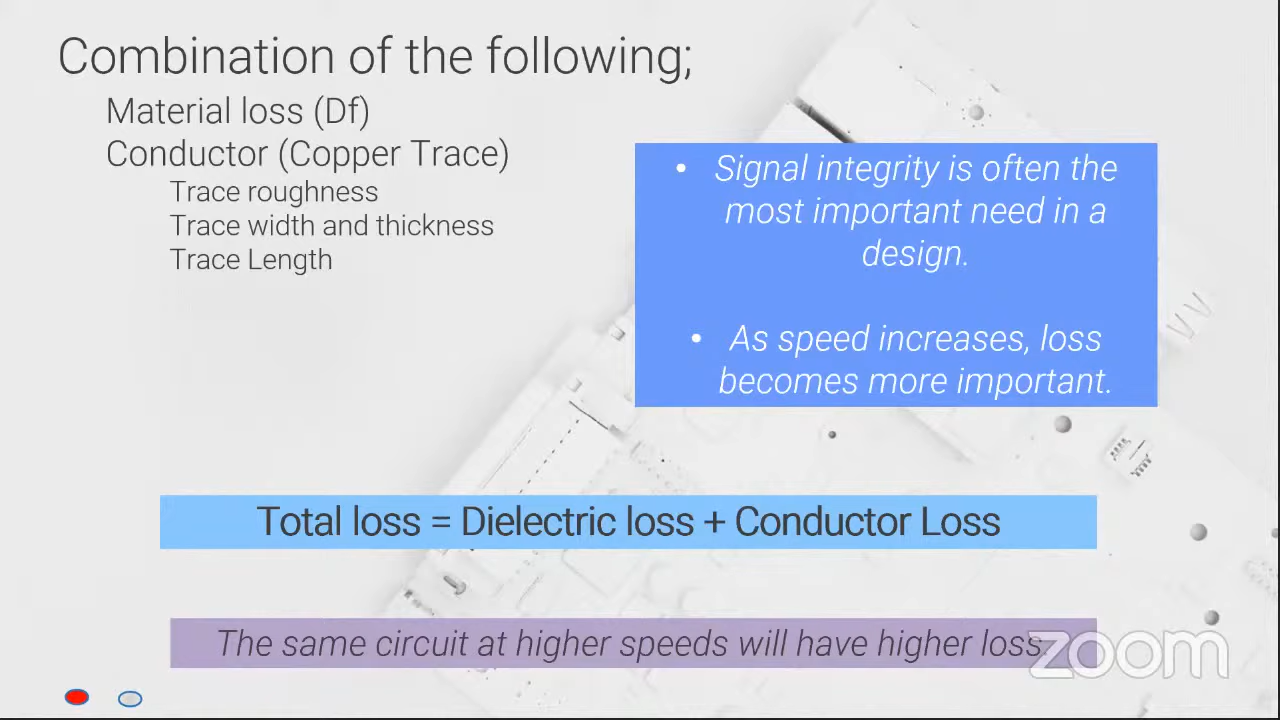 Combination of the following;
Material loss (Df)
Conductor (Copper Trace)
Trace roughness
Trace width and thickness
Trace Length
• Signal integrity is often the
most important need in a
design.
• As speed increases, loss
becomes more important.
Total loss = Dielectric loss + Conductor Loss
The same circuit at higher speeds will have higher loss.
zoom